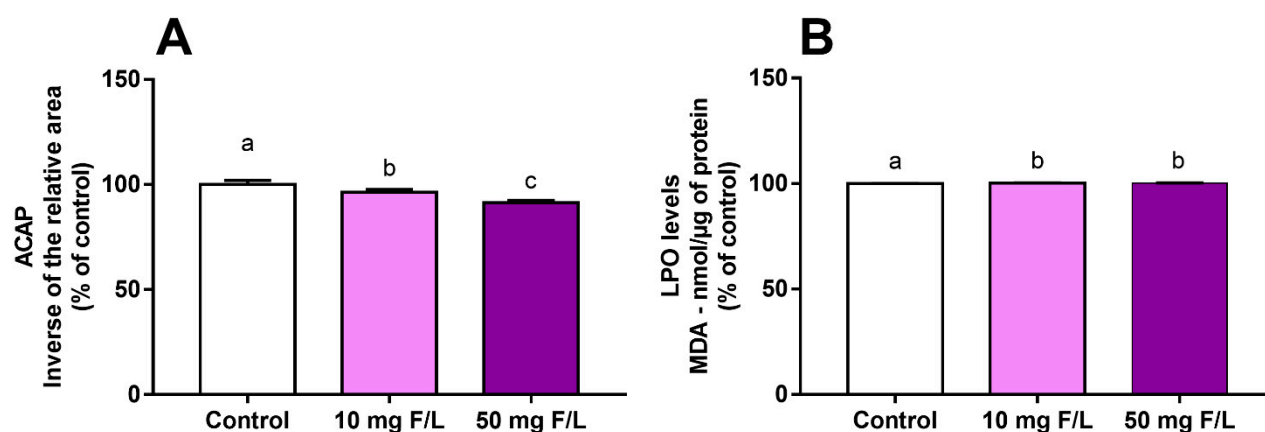 A
ACAP
Inverse of the relative area
(% of control)
150
100
50
0
a
b
c
Control
10 mg F/L
50 mg F/L
B
LPO levels
MDA - nmol/µg of protein
(% of control)
150
100
50
0
a
b
b
Control
10 mg F/L
50 mg F/L